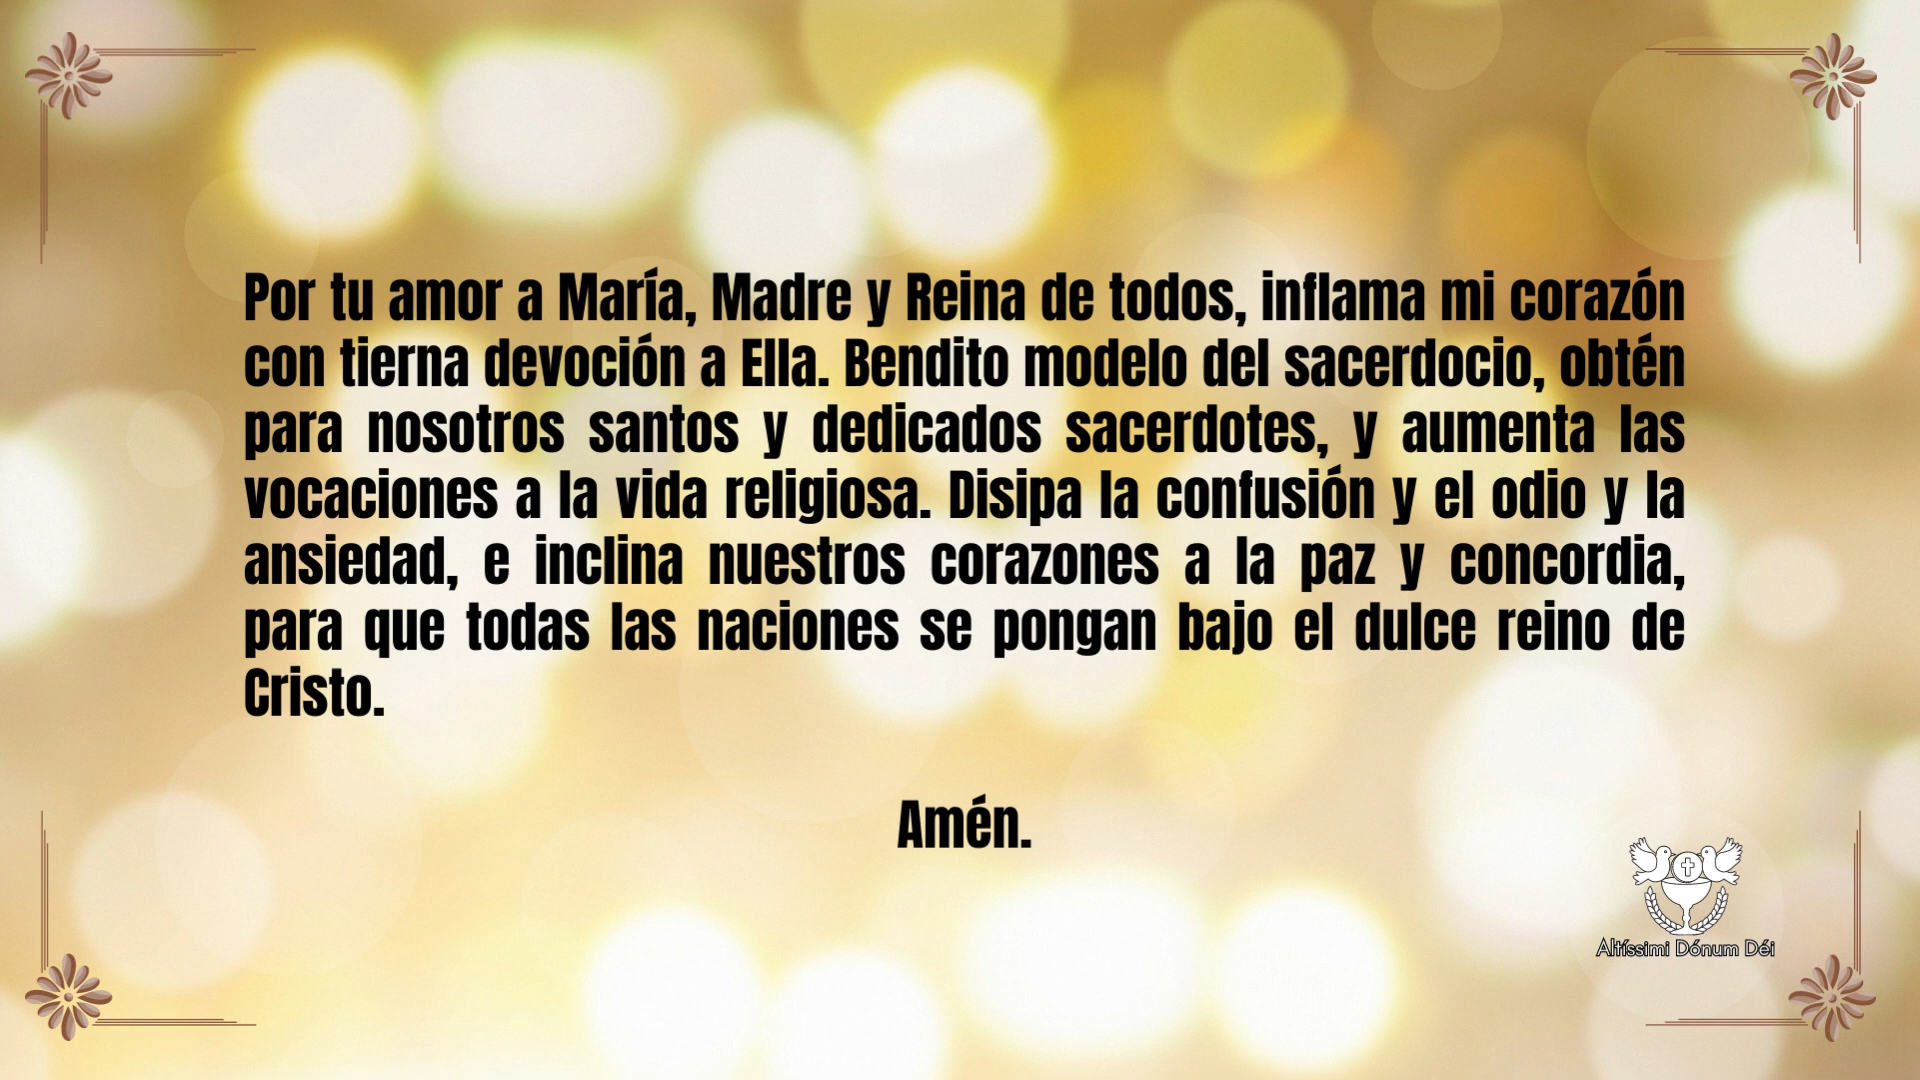 Por tu amor a María, Madre y Reina de todos, inflama mi corazón
con tierna devoción a Ella. Bendito modelo del sacerdocio, obtén
para nosotros santos y dedicados sacerdotes, y aumenta las
vocaciones a la vida religiosa. Disipa la confusión y el odio y la
ansiedad, e inclina nuestros corazones a la paz y concordia,
para que todas las naciones se pongan bajo el dulce reino de
Cristo.
Amén.
Altíssimi Dónum Déi